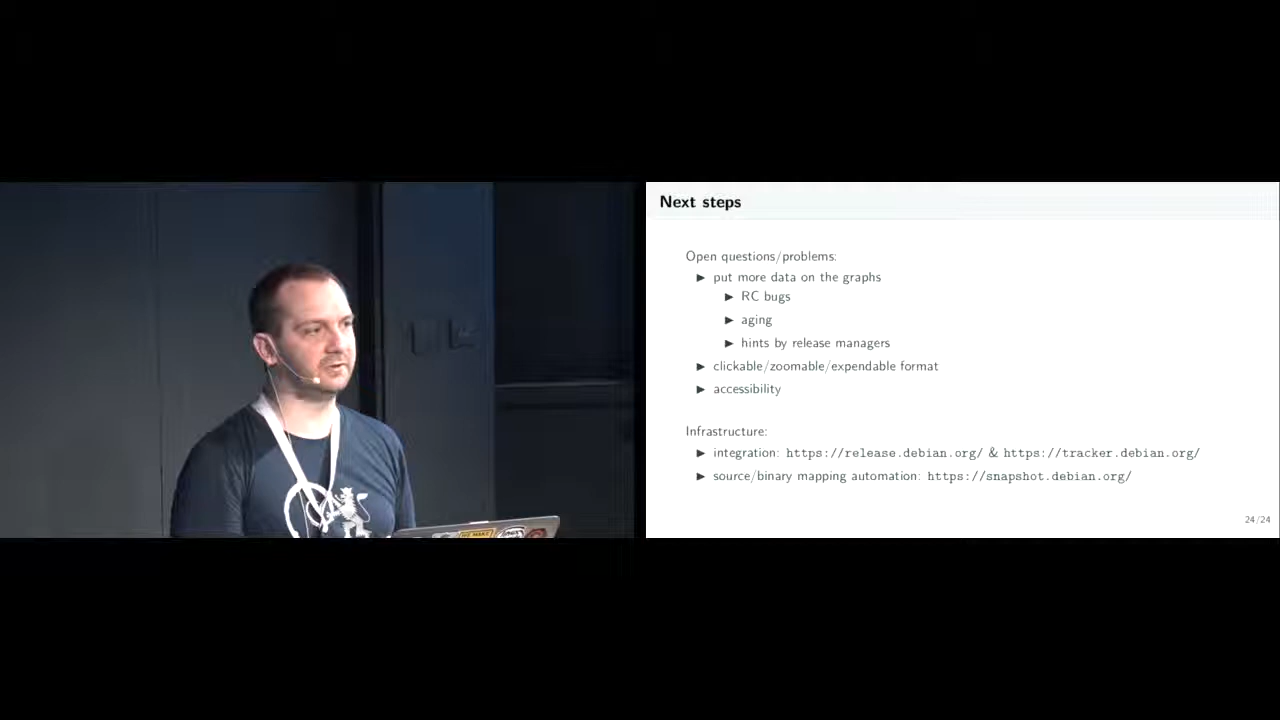 Next steps
Open questions/problems:
▶ put more data on the graphs
▶ RC bugs
▶ aging
▶ hints by release managers
▶ clickable/zoomable/expendable format
▶ accessibility
Infrastructure:
▶ integration: https://release.debian.org/ & https://tracker.debian.org/
▶ source/binary mapping automation: https://snapshot.debian.org/
24/24